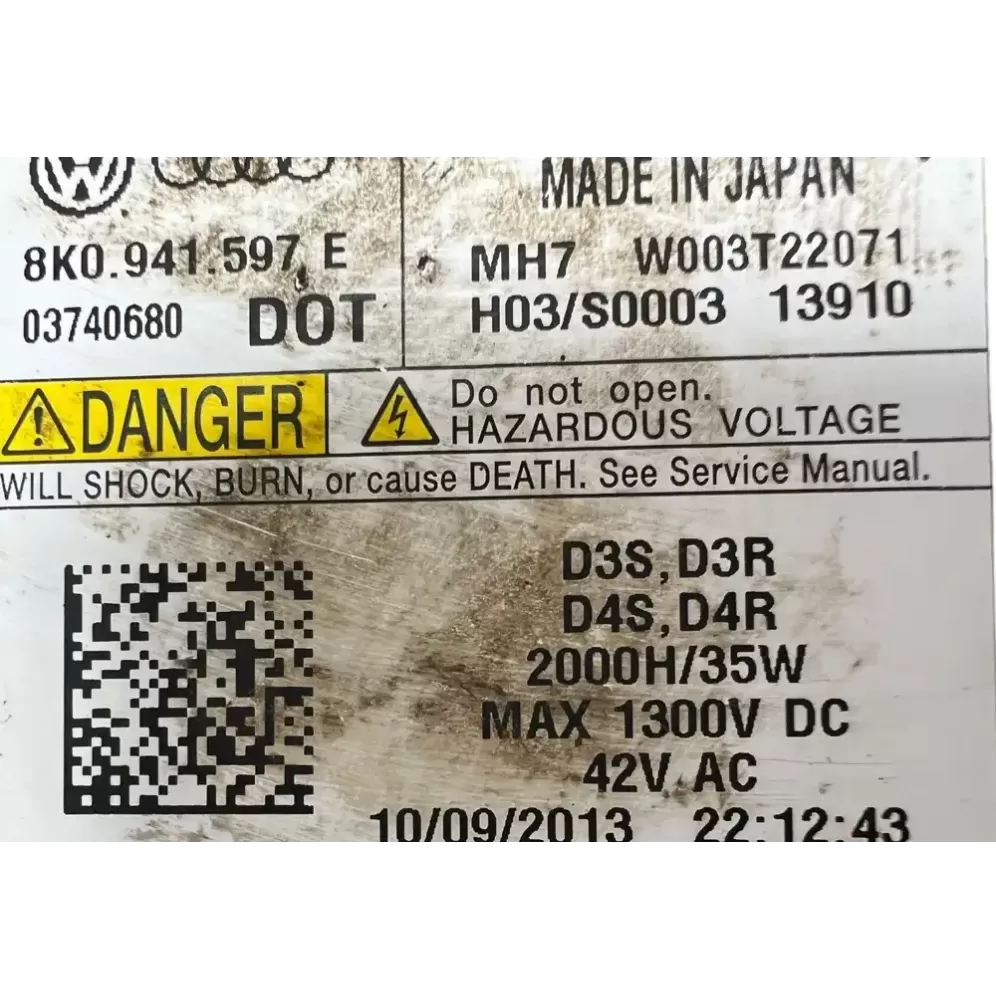 MADE IN JAPAN
8K0.941.597 E
MH7 W003T22071
03740680 DOT
H03/S0003 13910
DANGER
Do not open.
HAZARDOUS VOLTAGE
WILL SHOCK, BURN, or cause DEATH. See Service Manual.
D3S,D3R
D4S,D4R
2000H/35W
MAX 1300V DC
42V AC
10/09/2013 22:12:43